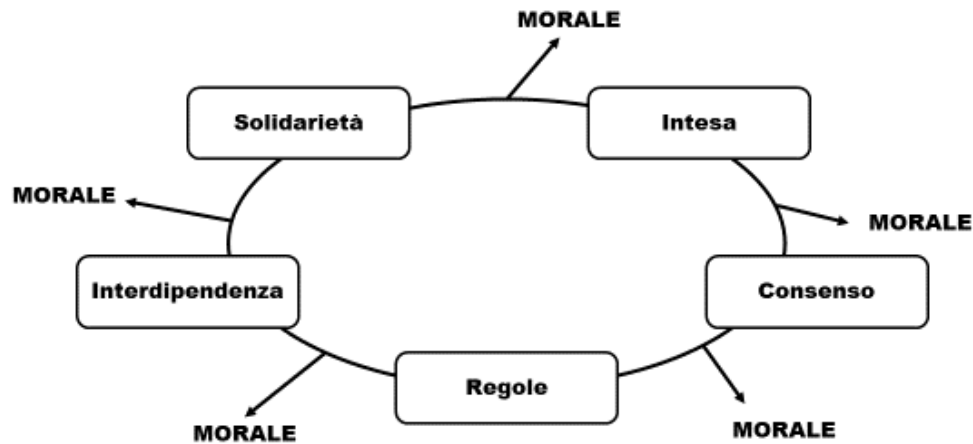 MORALE
Solidarietà
Intesa
MORALE
MORALE
Interdipendenza
Consenso
Regole
MORALE
MORALE